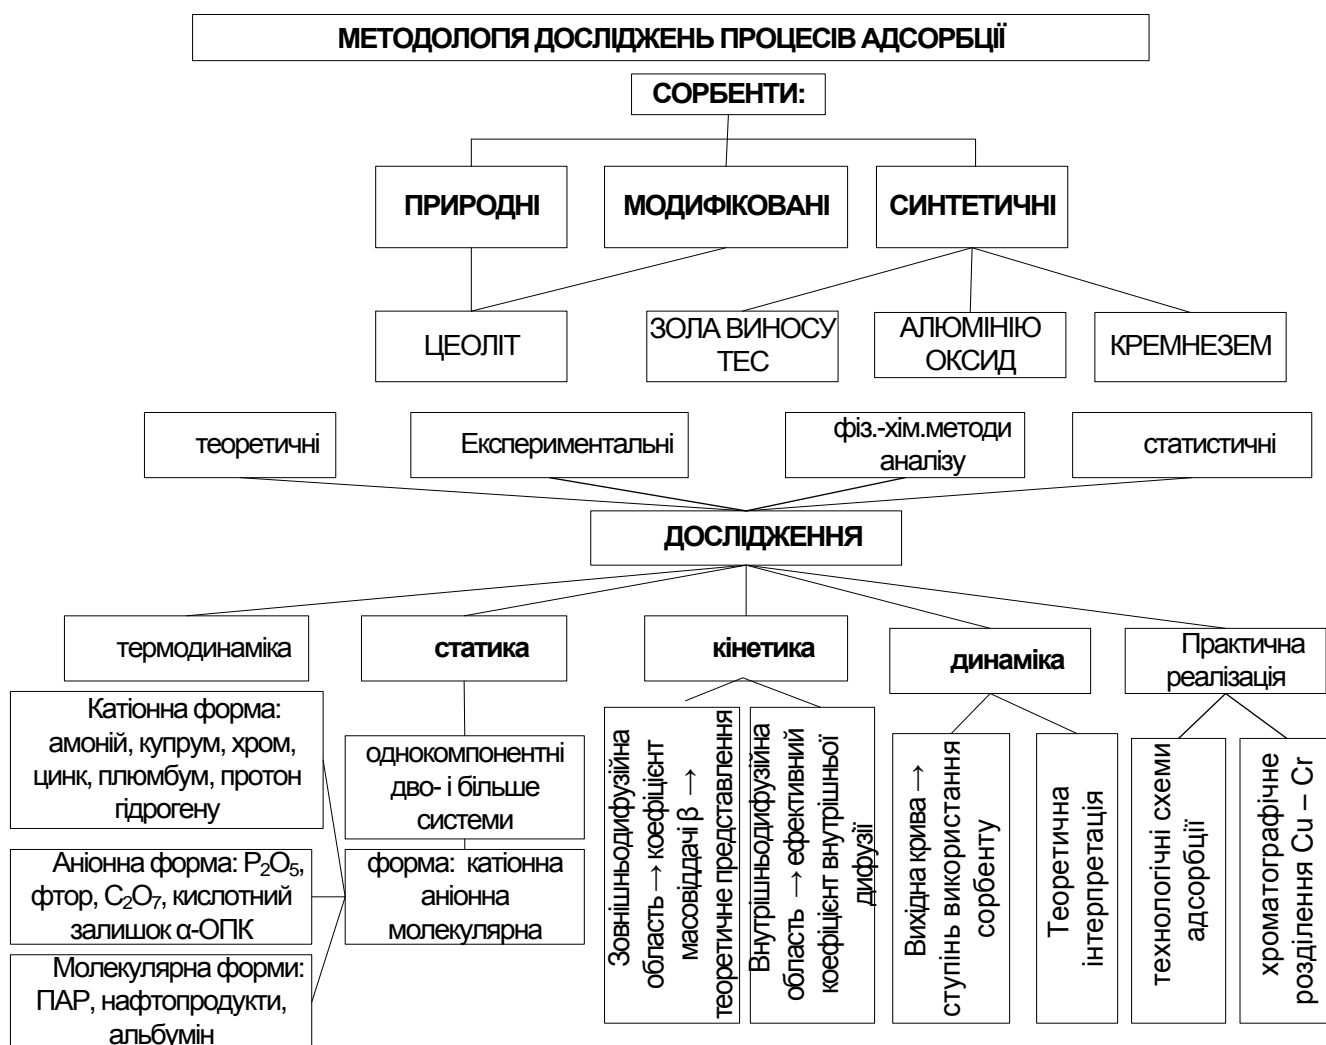 МЕТОДОЛОГІЯ ДОСЛІДЖЕНЬ ПРОЦЕСІВ АДСОРБЦІЇ
СОРБЕНТИ:
ПРИРОДНІ
МОДИФІКОВАНІ
СИНТЕТИЧНІ
ЦЕОЛІТ
ЗОЛА ВИНОСУ
ТЕС
АЛЮМІНІЮ
ОКСИД
КРЕМНЕЗЕМ
теоретичні
Експериментальні
фіз.-хім.методи
аналізу
статистичні
ДОСЛІДЖЕННЯ
термодинаміка
статика
кінетика
динаміка
Практична
реалізація
Катіонна форма:
амоній, купрум, хром,
цинк, плюмбум, протон
гідрогену
Аніонна форма: P₂O₅,
фтор, C₂O₇, кислотний
залишок α-ОПК
Молекулярна форми:
ПАР, нафтопродукти,
альбумін
однокомпонентні
дво- і більше
системи
форма: катіонна
аніонна
молекулярна
Зовнішньодифузійна
область → коефіцієнт
масовіддачі β →
теоретичне представлення
Внутрішньодифузійна
область → ефективний
коефіцієнт внутрішньої
дифузії
Вихідна крива →
ступінь використання
сорбенту
Теоретична
інтерпретація
технологічні схеми
адсорбції
хроматографічне
розділення Cu – Cr